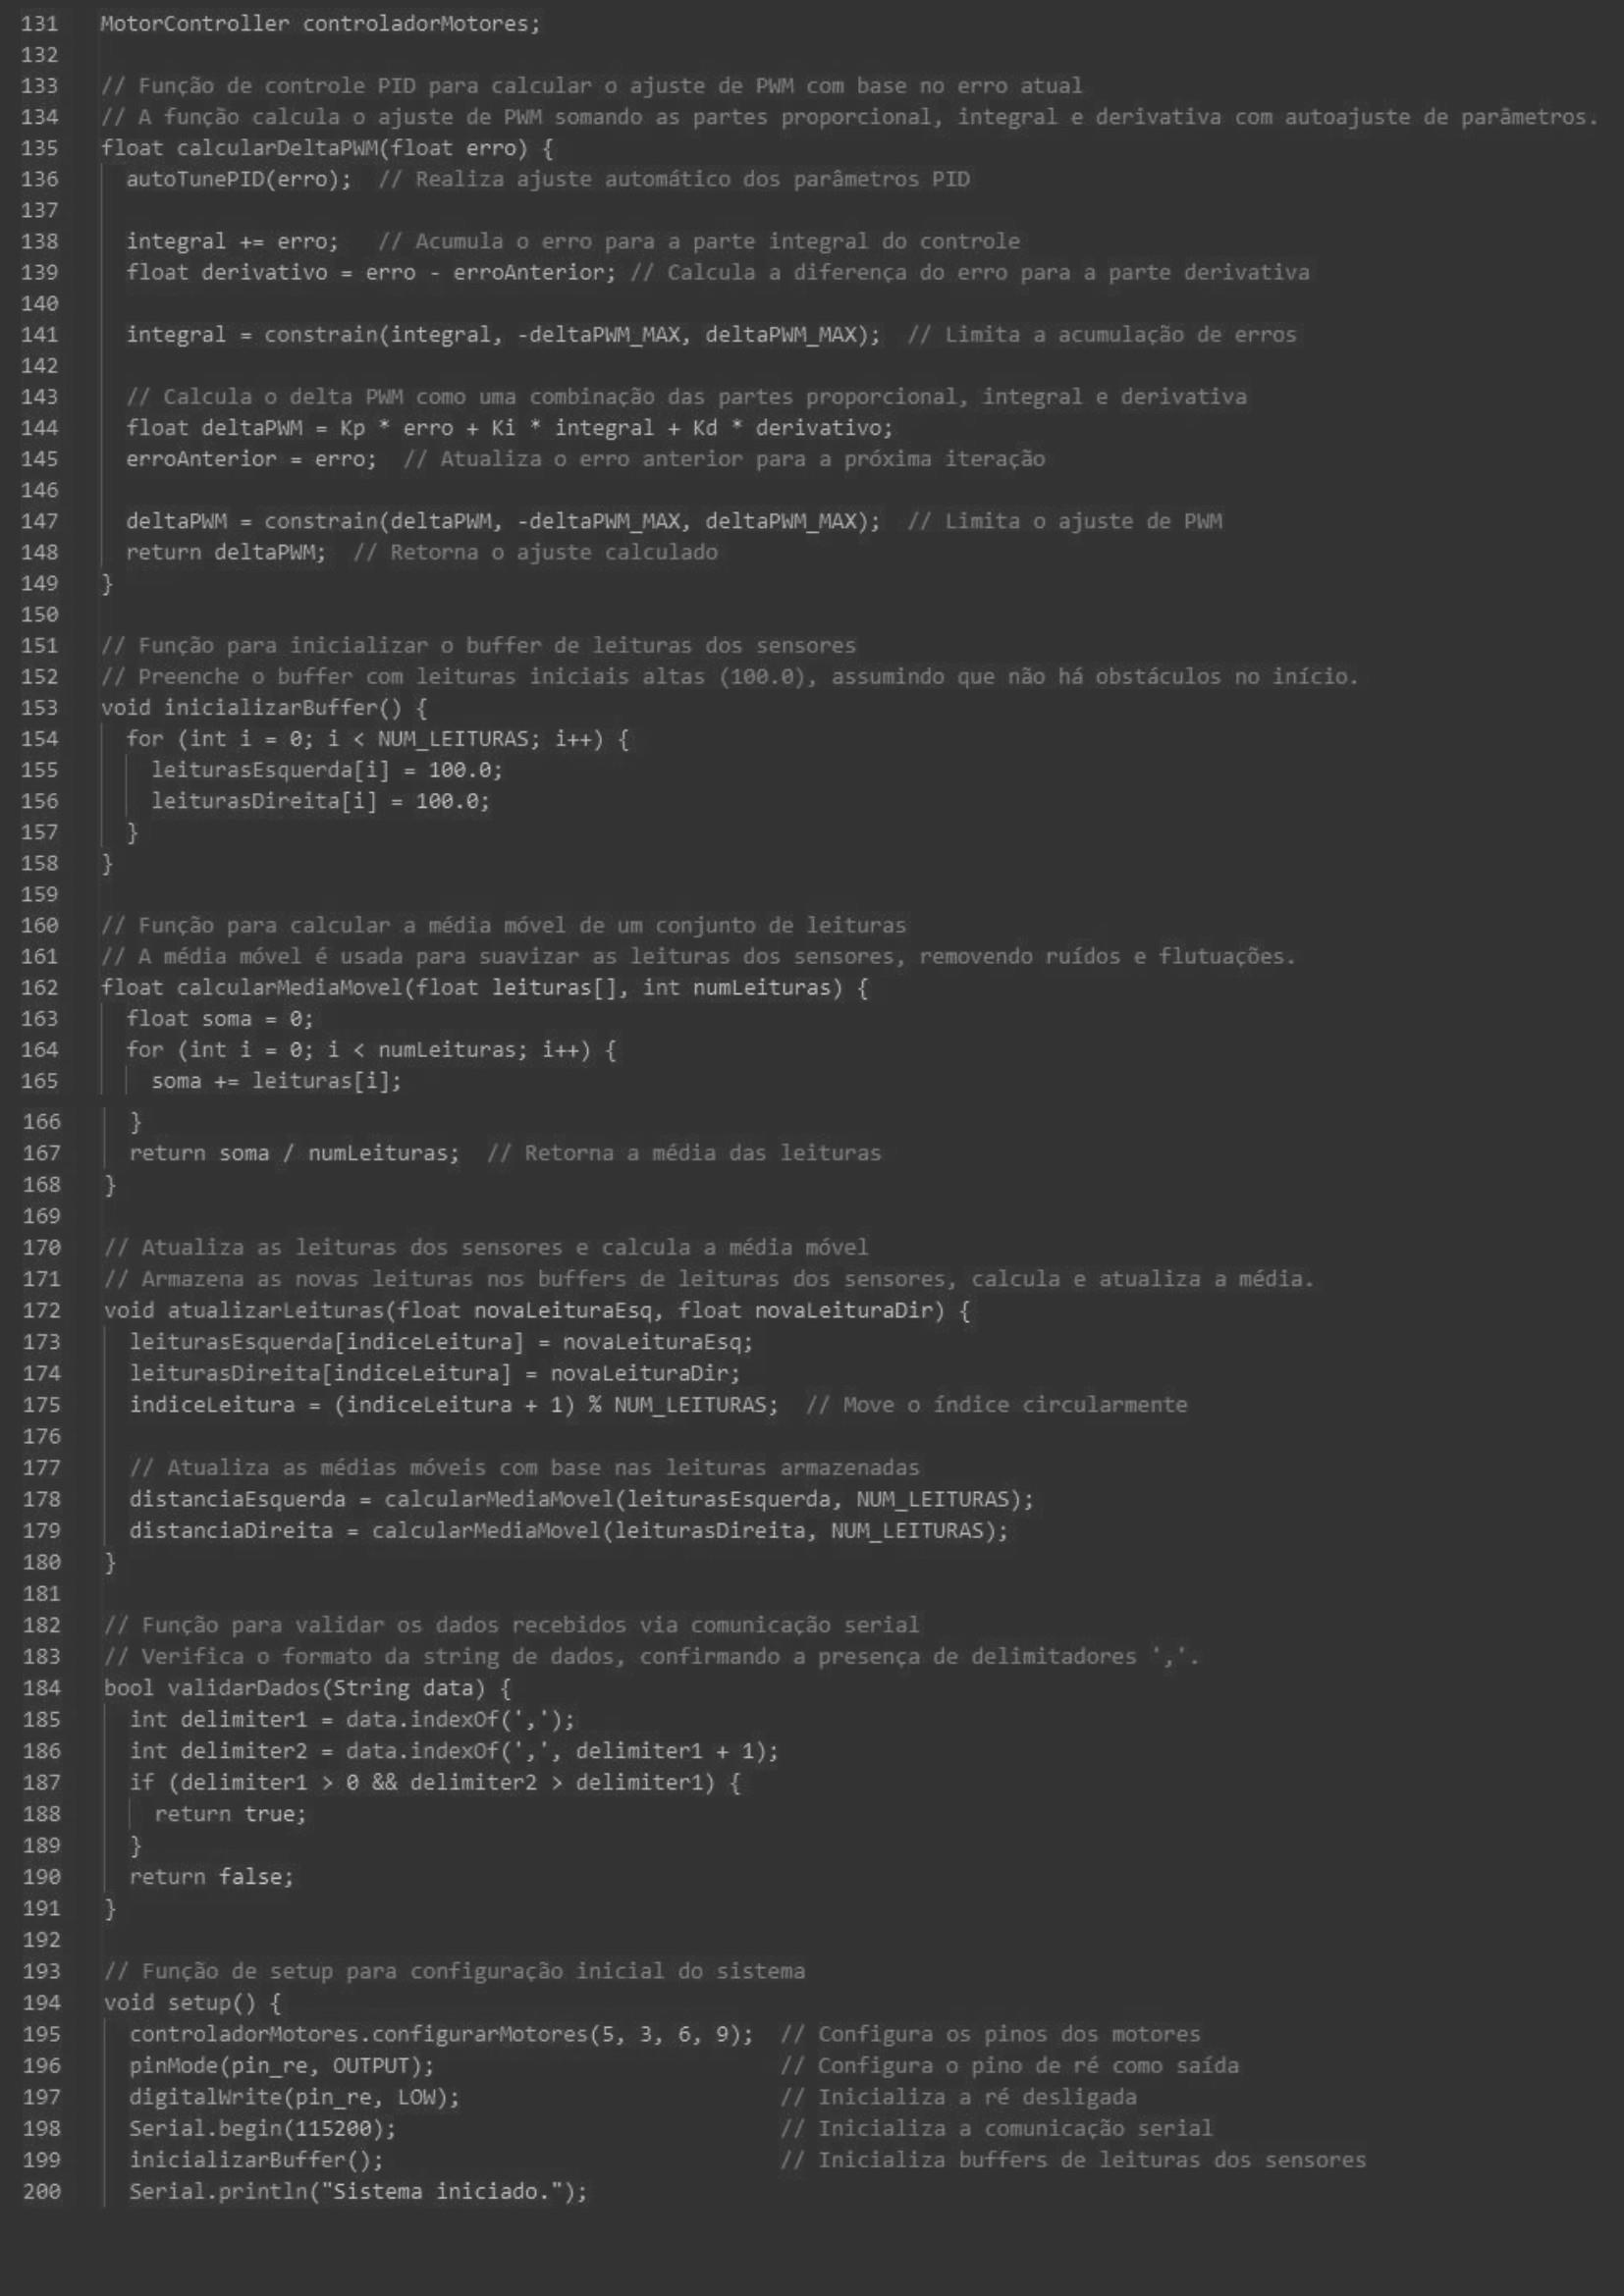 131 MotorController controladorMotores;
132
133 // Função de controle PID para calcular o ajuste de PWM com base no erro atual
134 // A função calcula o ajuste de PWM somando as partes proporcional, integral e derivativa com autoajuste de parâmetros.
135 float calcularDeltaPWM(float erro) {
136   autoTunePID(erro);  // Realiza ajuste automático dos parâmetros PID
137
138   integral += erro;   // Acumula o erro para a parte integral do controle
139   float derivativo = erro - erroAnterior; // Calcula a diferença do erro para a parte derivativa
140
141   integral = constrain(integral, -deltaPWM_MAX, deltaPWM_MAX);  // Limita a acumulação de erros
142
143   // Calcula o delta PWM como uma combinação das partes proporcional, integral e derivativa
144   float deltaPWM = Kp * erro + Ki * integral + Kd * derivativo;
145   erroAnterior = erro;  // Atualiza o erro anterior para a próxima iteração
146
147   deltaPWM = constrain(deltaPWM, -deltaPWM_MAX, deltaPWM_MAX);  // Limita o ajuste de PWM
148   return deltaPWM;  // Retorna o ajuste calculado
149 }
150
151 // Função para inicializar o buffer de leituras dos sensores
152 // Preenche o buffer com leituras iniciais altas (100.0), assumindo que não há obstáculos no início.
153 void inicializarBuffer() {
154   for (int i = 0; i < NUM_LEITURAS; i++) {
155     leiturasEsquerda[i] = 100.0;
156     leiturasDireita[i] = 100.0;
157   }
158 }
159
160 // Função para calcular a média móvel de um conjunto de leituras
161 // A média móvel é usada para suavizar as leituras dos sensores, removendo ruídos e flutuações.
162 float calcularMediaMovel(float leituras[], int numLeituras) {
163   float soma = 0;
164   for (int i = 0; i < numLeituras; i++) {
165     soma += leituras[i];
166   }
167   return soma / numLeituras;  // Retorna a média das leituras
168 }
169
170 // Atualiza as leituras dos sensores e calcula a média móvel
171 // Armazena as novas leituras nos buffers de leituras dos sensores, calcula e atualiza a média.
172 void atualizarLeituras(float novaLeituraEsq, float novaLeituraDir) {
173   leiturasEsquerda[indiceLeitura] = novaLeituraEsq;
174   leiturasDireita[indiceLeitura] = novaLeituraDir;
175   indiceLeitura = (indiceLeitura + 1) % NUM_LEITURAS;  // Move o índice circularmente
176
177   // Atualiza as médias móveis com base nas leituras armazenadas
178   distanciaEsquerda = calcularMediaMovel(leiturasEsquerda, NUM_LEITURAS);
179   distanciaDireita = calcularMediaMovel(leiturasDireita, NUM_LEITURAS);
180 }
181
182 // Função para validar os dados recebidos via comunicação serial
183 // Verifica o formato da string de dados, confirmando a presença de delimitadores ','.
184 bool validarDados(String data) {
185   int delimiter1 = data.indexOf(',');
186   int delimiter2 = data.indexOf(',', delimiter1 + 1);
187   if (delimiter1 > 0 && delimiter2 > delimiter1) {
188     return true;
189   }
190   return false;
191 }
192
193 // Função de setup para configuração inicial do sistema
194 void setup() {
195   controladorMotores.configurarMotores(5, 3, 6, 9);  // Configura os pinos dos motores
196   pinMode(pin_re, OUTPUT);                           // Configura o pino de ré como saída
197   digitalWrite(pin_re, LOW);                         // Inicializa a ré desligada
198   Serial.begin(115200);                              // Inicializa a comunicação serial
199   inicializarBuffer();                               // Inicializa buffers de leituras dos sensores
200   Serial.println("Sistema iniciado.");